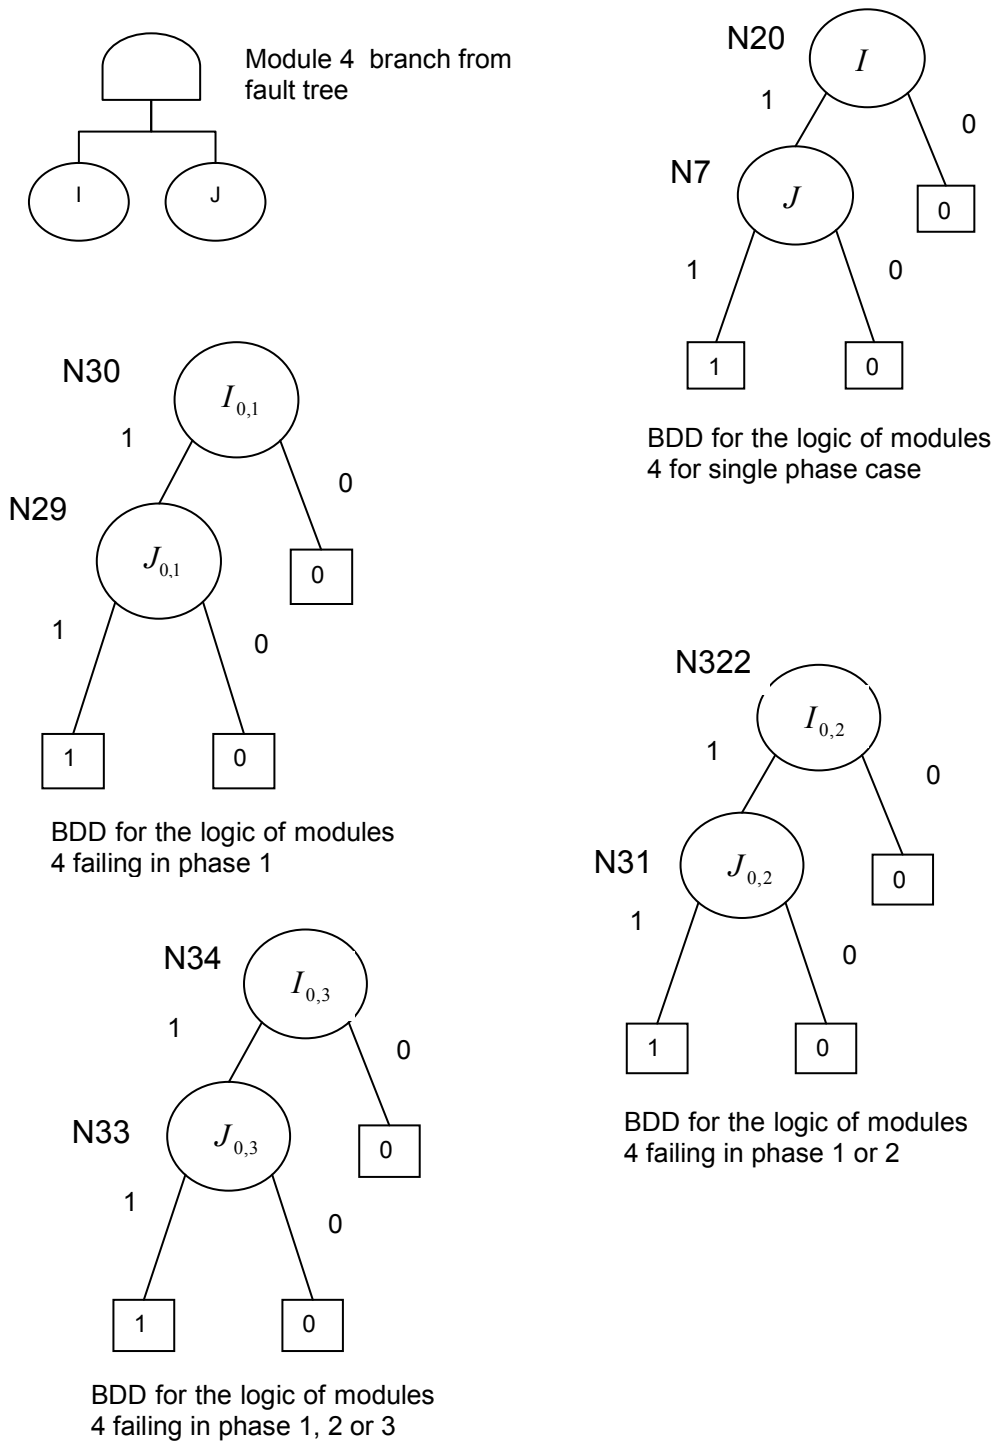 Module 4 branch from
fault tree
I
J
N20
I
1
0
N7
J
0
1
0
1
0
BDD for the logic of modules
4 for single phase case
N30
I0,1
1
0
N29
J0,1
0
1
0
1
0
BDD for the logic of modules
4 failing in phase 1
N322
I0,2
1
0
N31
J0,2
0
1
0
1
0
BDD for the logic of modules
4 failing in phase 1 or 2
N34
I0,3
1
0
N33
J0,3
0
1
0
1
0
BDD for the logic of modules
4 failing in phase 1, 2 or 3